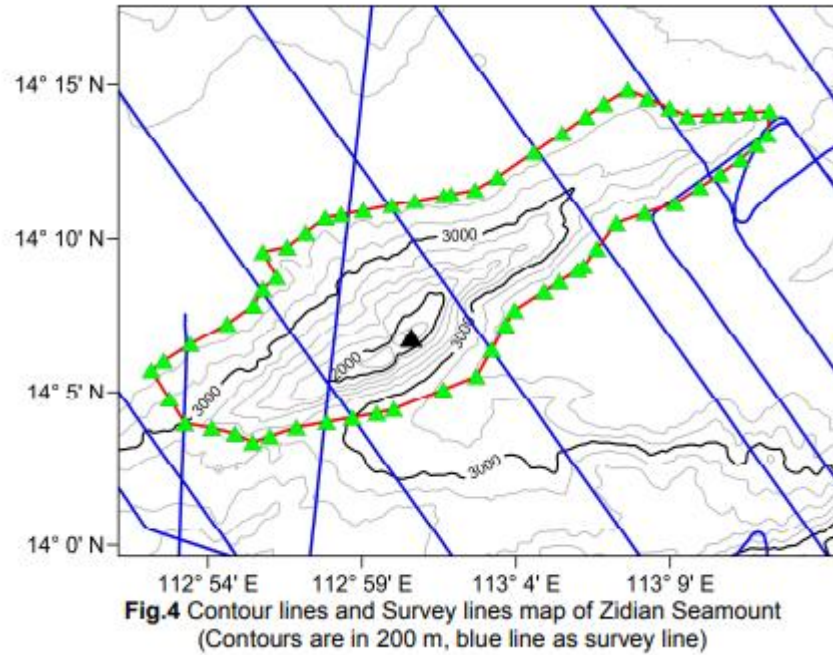 14° 15' N
14° 10' N
14° 5' N
14° 0' N
3000
2000
3000
3000
3000
112° 54' E 112° 59' E 113° 4' E 113° 9' E
Fig.4 Contour lines and Survey lines map of Zidian Seamount
(Contours are in 200 m, blue line as survey line)